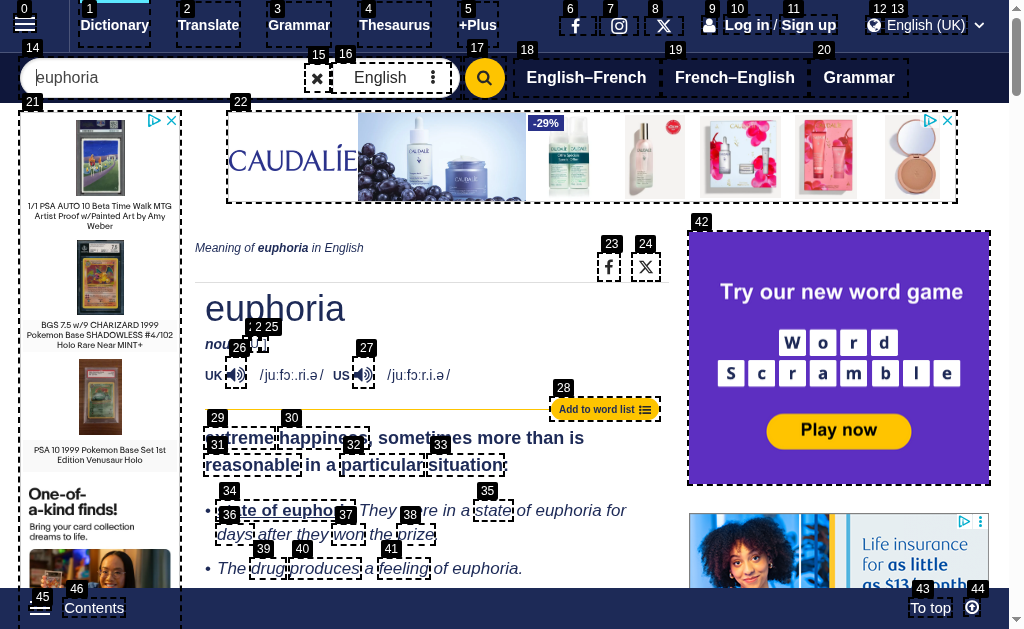 0 1 2 3 4 5 6 7 8 9 10 11 12 13
Dictionary Translate Grammar Thesaurus +Plus Log in / Sign up English (UK)
14 15 16 17 18 19 20
euphoria English English–French French–English Grammar
21 22
CAUDALÍE -29%
1/1 PSA AUTO 10 Beta Time Walk MTG
Artist Proof w/Painted Art by Amy
Weber
BGS 7.5 w/9 CHARIZARD 1999
Pokemon Base SHADOWLESS #4/102
Holo Rare Near MINT+
PSA 10 1999 Pokemon Base Set 1st
Edition Venusaur Holo
One-of-
a-kind finds!
Bring your card collection
dreams to life.
23 24
Meaning of euphoria in English
euphoria
25
noun [U]
26 27
UK /juːˈfɔː.ri.ə/ US /juːˈfɔːr.i.ə/
28
Add to word list
29 30
extreme happiness, sometimes more than is
31 32 33
reasonable in a particular situation:
34 35
• state of euphoria They were in a state of euphoria for
36 37 38
days after they won the prize.
39 40 41
• The drug produces a feeling of euphoria.
42
Try our new word game
Word
Scramble
Play now
Life insurance
for as little
as $13/month
43 44 45 46
Contents To top